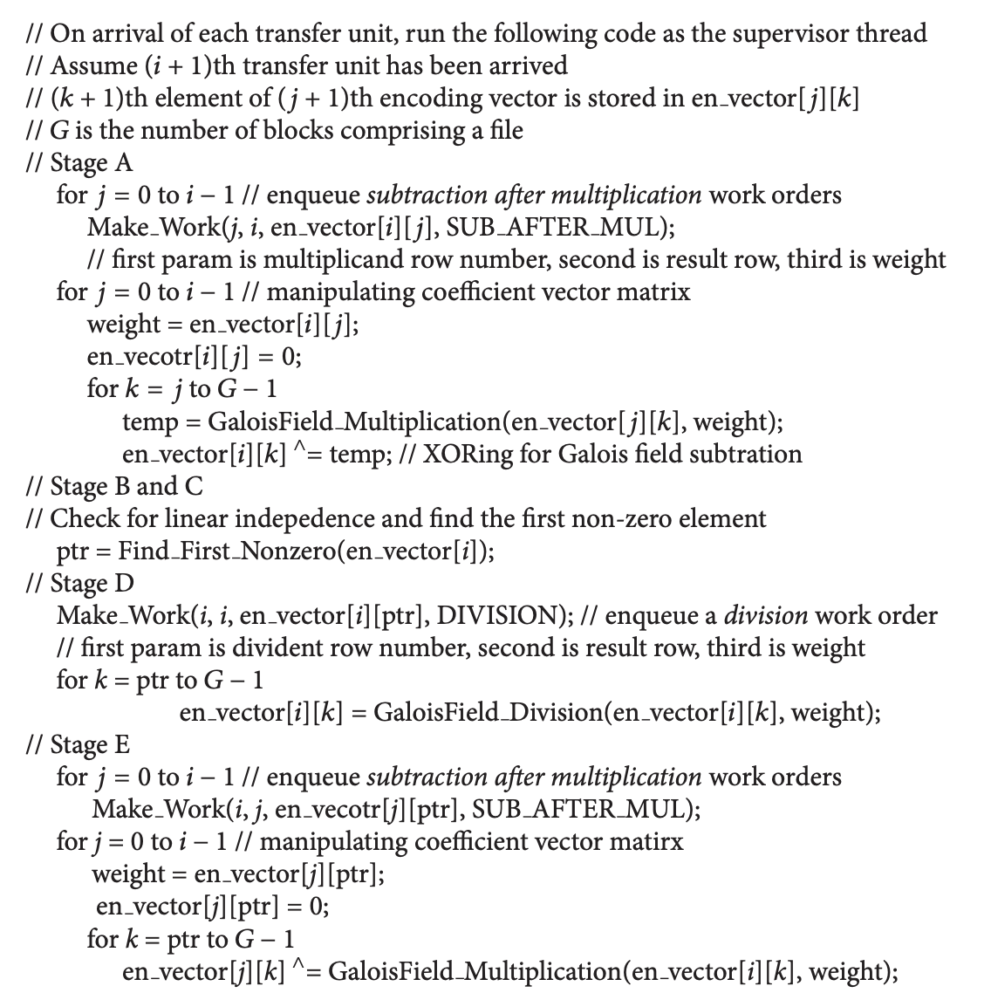 // On arrival of each transfer unit, run the following code as the supervisor thread
// Assume (i + 1)th transfer unit has been arrived
// (k + 1)th element of (j + 1)th encoding vector is stored in en_vector[j][k]
// G is the number of blocks comprising a file
// Stage A
for j = 0 to i − 1 // enqueue subtraction after multiplication work orders
Make_Work(j, i, en_vector[i][j], SUB_AFTER_MUL);
// first param is multiplicand row number, second is result row, third is weight
for j = 0 to i − 1 // manipulating coefficient vector matrix
weight = en_vector[i][j];
en_vecotr[i][j] = 0;
for k = j to G − 1
temp = GaloisField_Multiplication(en_vector[j][k], weight);
en_vector[i][k] ^= temp; // XORing for Galois field subtration
// Stage B and C
// Check for linear indepedence and find the first non-zero element
ptr = Find_First_Nonzero(en_vector[i]);
// Stage D
Make_Work(i, i, en_vector[i][ptr], DIVISION); // enqueue a division work order
// first param is divident row number, second is result row, third is weight
for k = ptr to G − 1
en_vector[i][k] = GaloisField_Division(en_vector[i][k], weight);
// Stage E
for j = 0 to i − 1 // enqueue subtraction after multiplication work orders
Make_Work(i, j, en_vecotr[j][ptr], SUB_AFTER_MUL);
for j = 0 to i − 1 // manipulating coefficient vector matirx
weight = en_vector[j][ptr];
en_vector[j][ptr] = 0;
for k = ptr to G − 1
en_vector[j][k] ^= GaloisField_Multiplication(en_vector[i][k], weight);